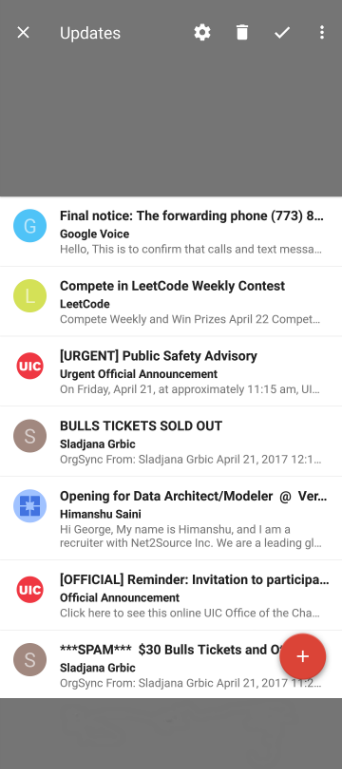 Updates
G
Final notice: The forwarding phone (773) 8...
Google Voice
Hello, This is to confirm that calls and text messa...
L
Compete in LeetCode Weekly Contest
LeetCode
Compete Weekly and Win Prizes April 22 Compet...
UIC
[URGENT] Public Safety Advisory
Urgent Official Announcement
On Friday, April 21, at approximately 11:15 am, UI...
S
BULLS TICKETS SOLD OUT
Sladjana Grbic
OrgSync From: Sladjana Grbic April 21, 2017 12:1...
Opening for Data Architect/Modeler @ Ver...
Himanshu Saini
Hi George, My name is Himanshu, and I am a
recruiter with Net2Source Inc. We are a leading gl...
UIC
[OFFICIAL] Reminder: Invitation to participa...
Official Announcement
Click here to see this online UIC Office of the Cha...
S
***SPAM*** $30 Bulls Tickets and
Sladjana Grbic
OrgSync From: Sladjana Grbic April 21, 2017 11:2...